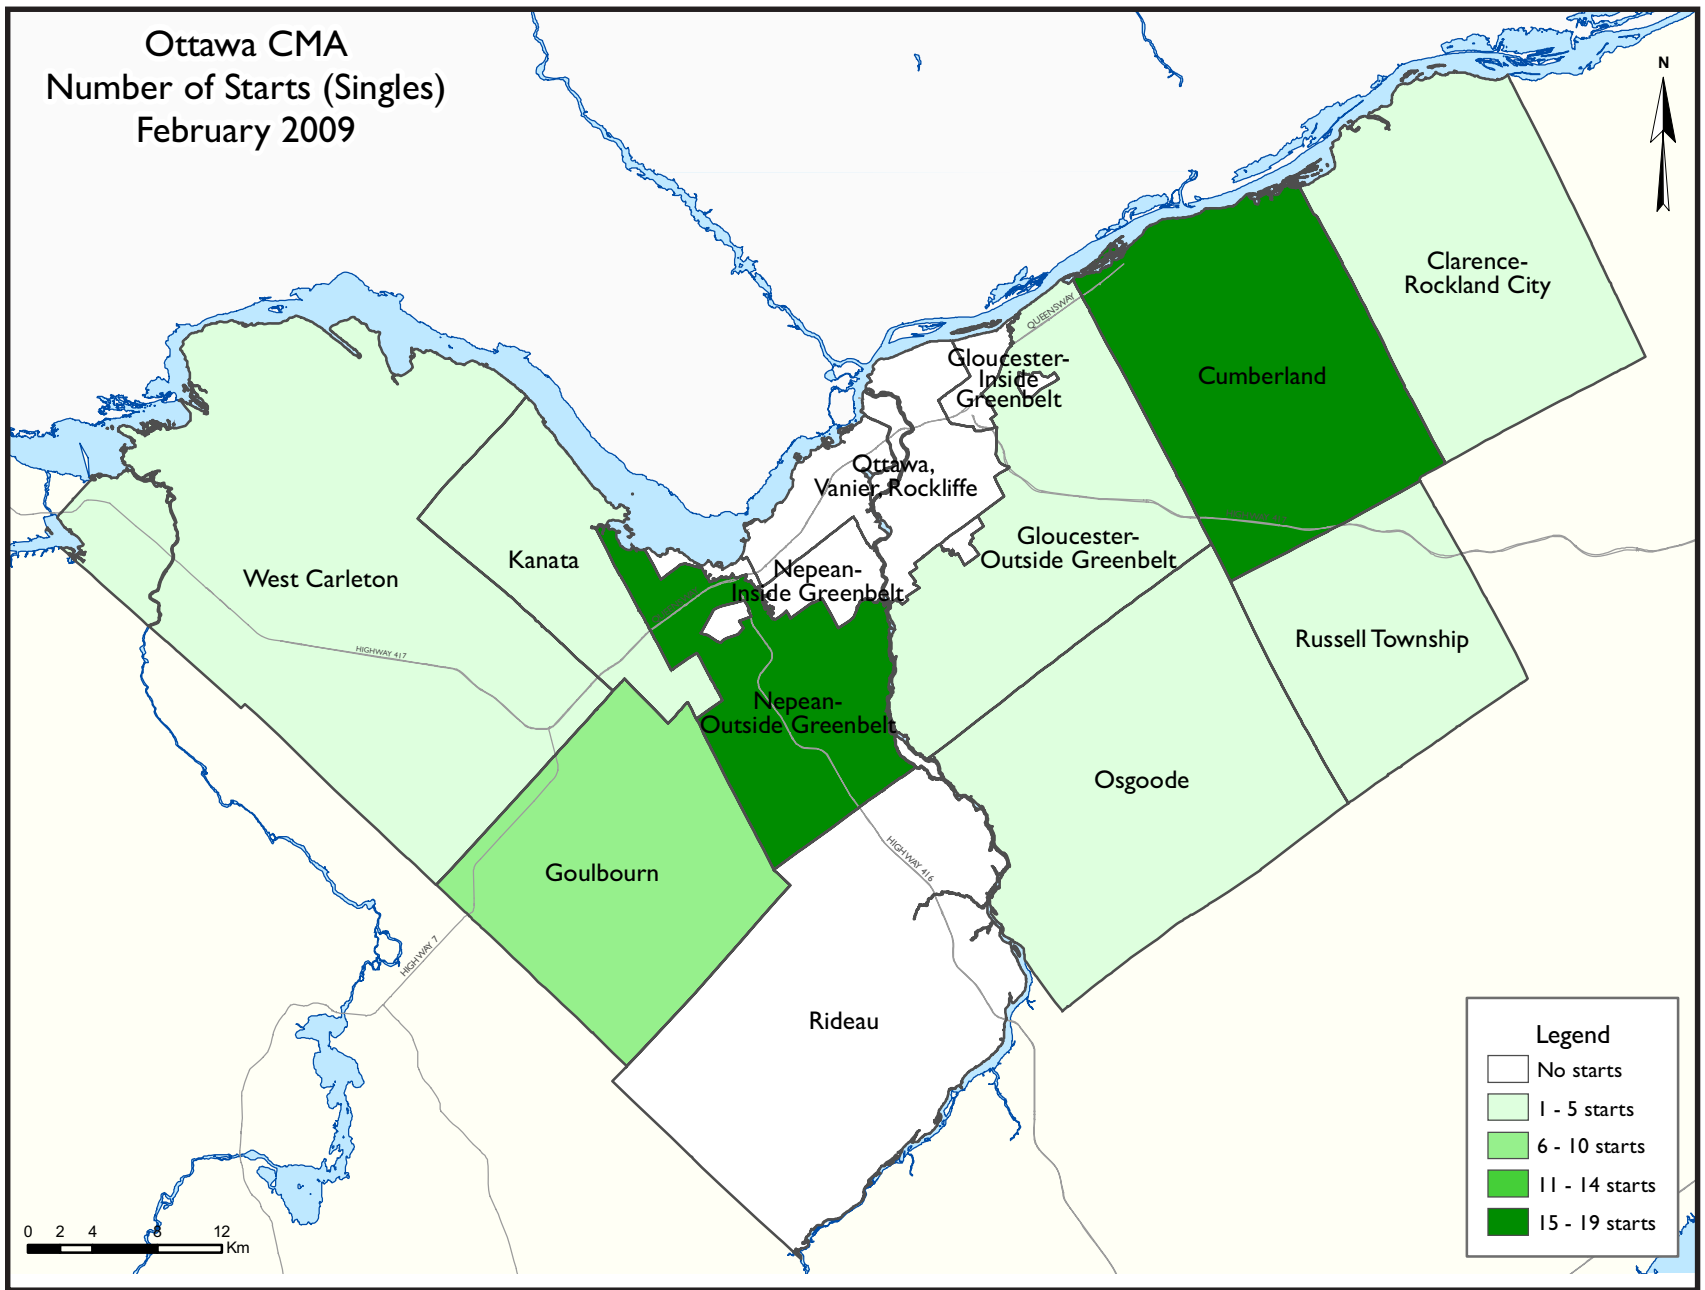 Ottawa CMA
Number of Starts (Singles)
February 2009
N
Clarence-
Rockland City
QUEENSWAY
Gloucester-
Inside
Greenbelt
Cumberland
Ottawa,
Vanier, Rockliffe
Gloucester-
Outside Greenbelt
Kanata
West Carleton
Nepean-
Inside Greenbelt
Russell Township
HIGHWAY 417
Nepean-
Outside Greenbelt
Osgoode
Goulbourn
HIGHWAY 416
HIGHWAY 7
Rideau
Legend
No starts
1 - 5 starts
6 - 10 starts
11 - 14 starts
15 - 19 starts
0 2 4 8 12
Km